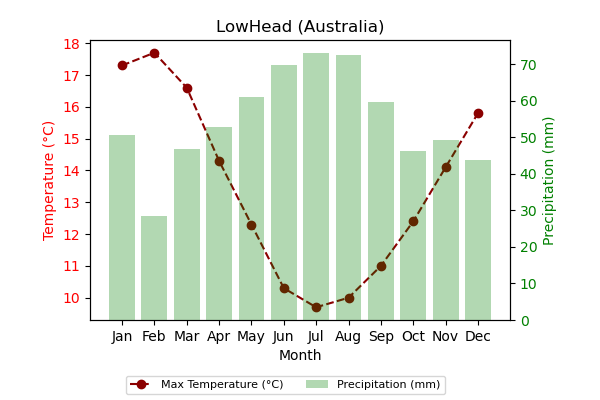 LowHead (Australia)
18
17
16
15
14
13
12
11
10
Temperature (°C)
70
60
50
40
30
20
10
0
Precipitation (mm)
Jan Feb Mar Apr May Jun Jul Aug Sep Oct Nov Dec
Month
Max Temperature (°C) Precipitation (mm)